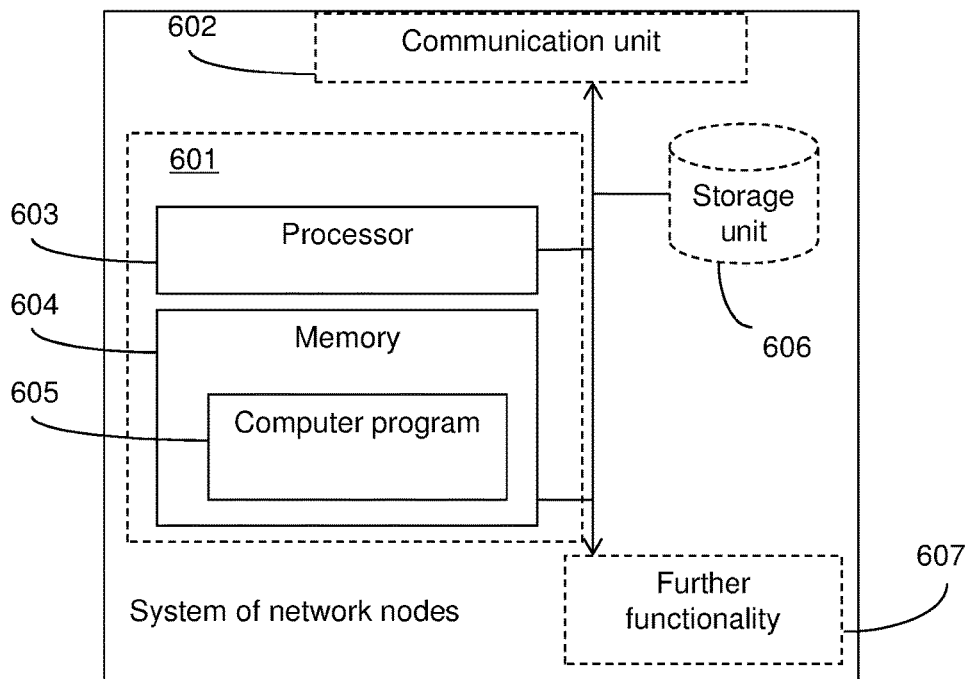 602
Communication unit
601
603
Processor
Storage
unit
604
Memory
606
605
Computer program
607
Further
functionality
System of network nodes